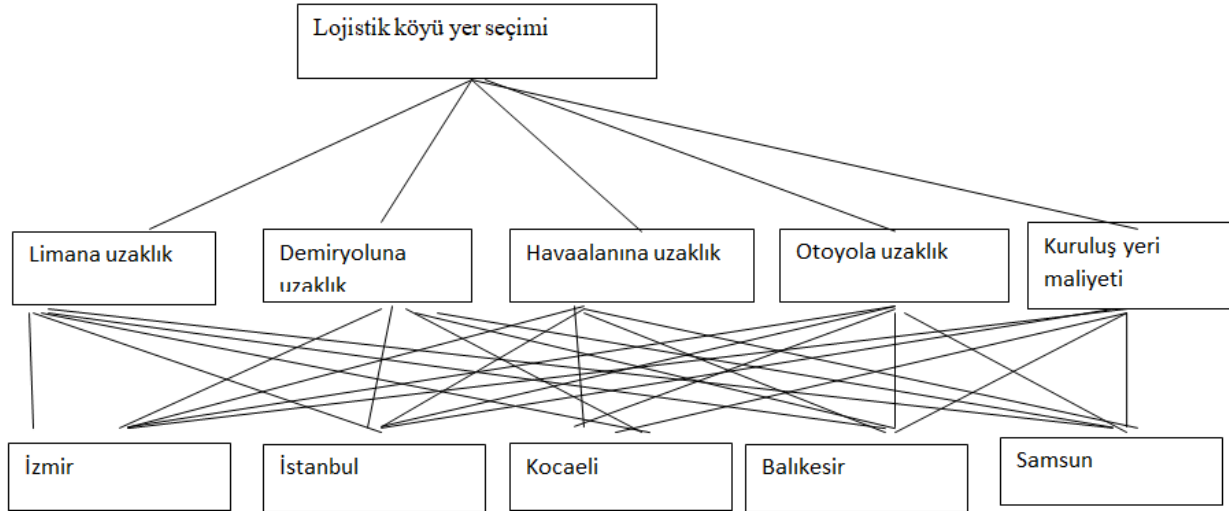 Lojistik köyü yer seçimi
Limana uzaklık
Demiryoluna
uzaklık
Havaalanına uzaklık
Otoyola uzaklık
Kuruluş yeri
maliyeti
İzmir
İstanbul
Kocaeli
Balıkesir
Samsun